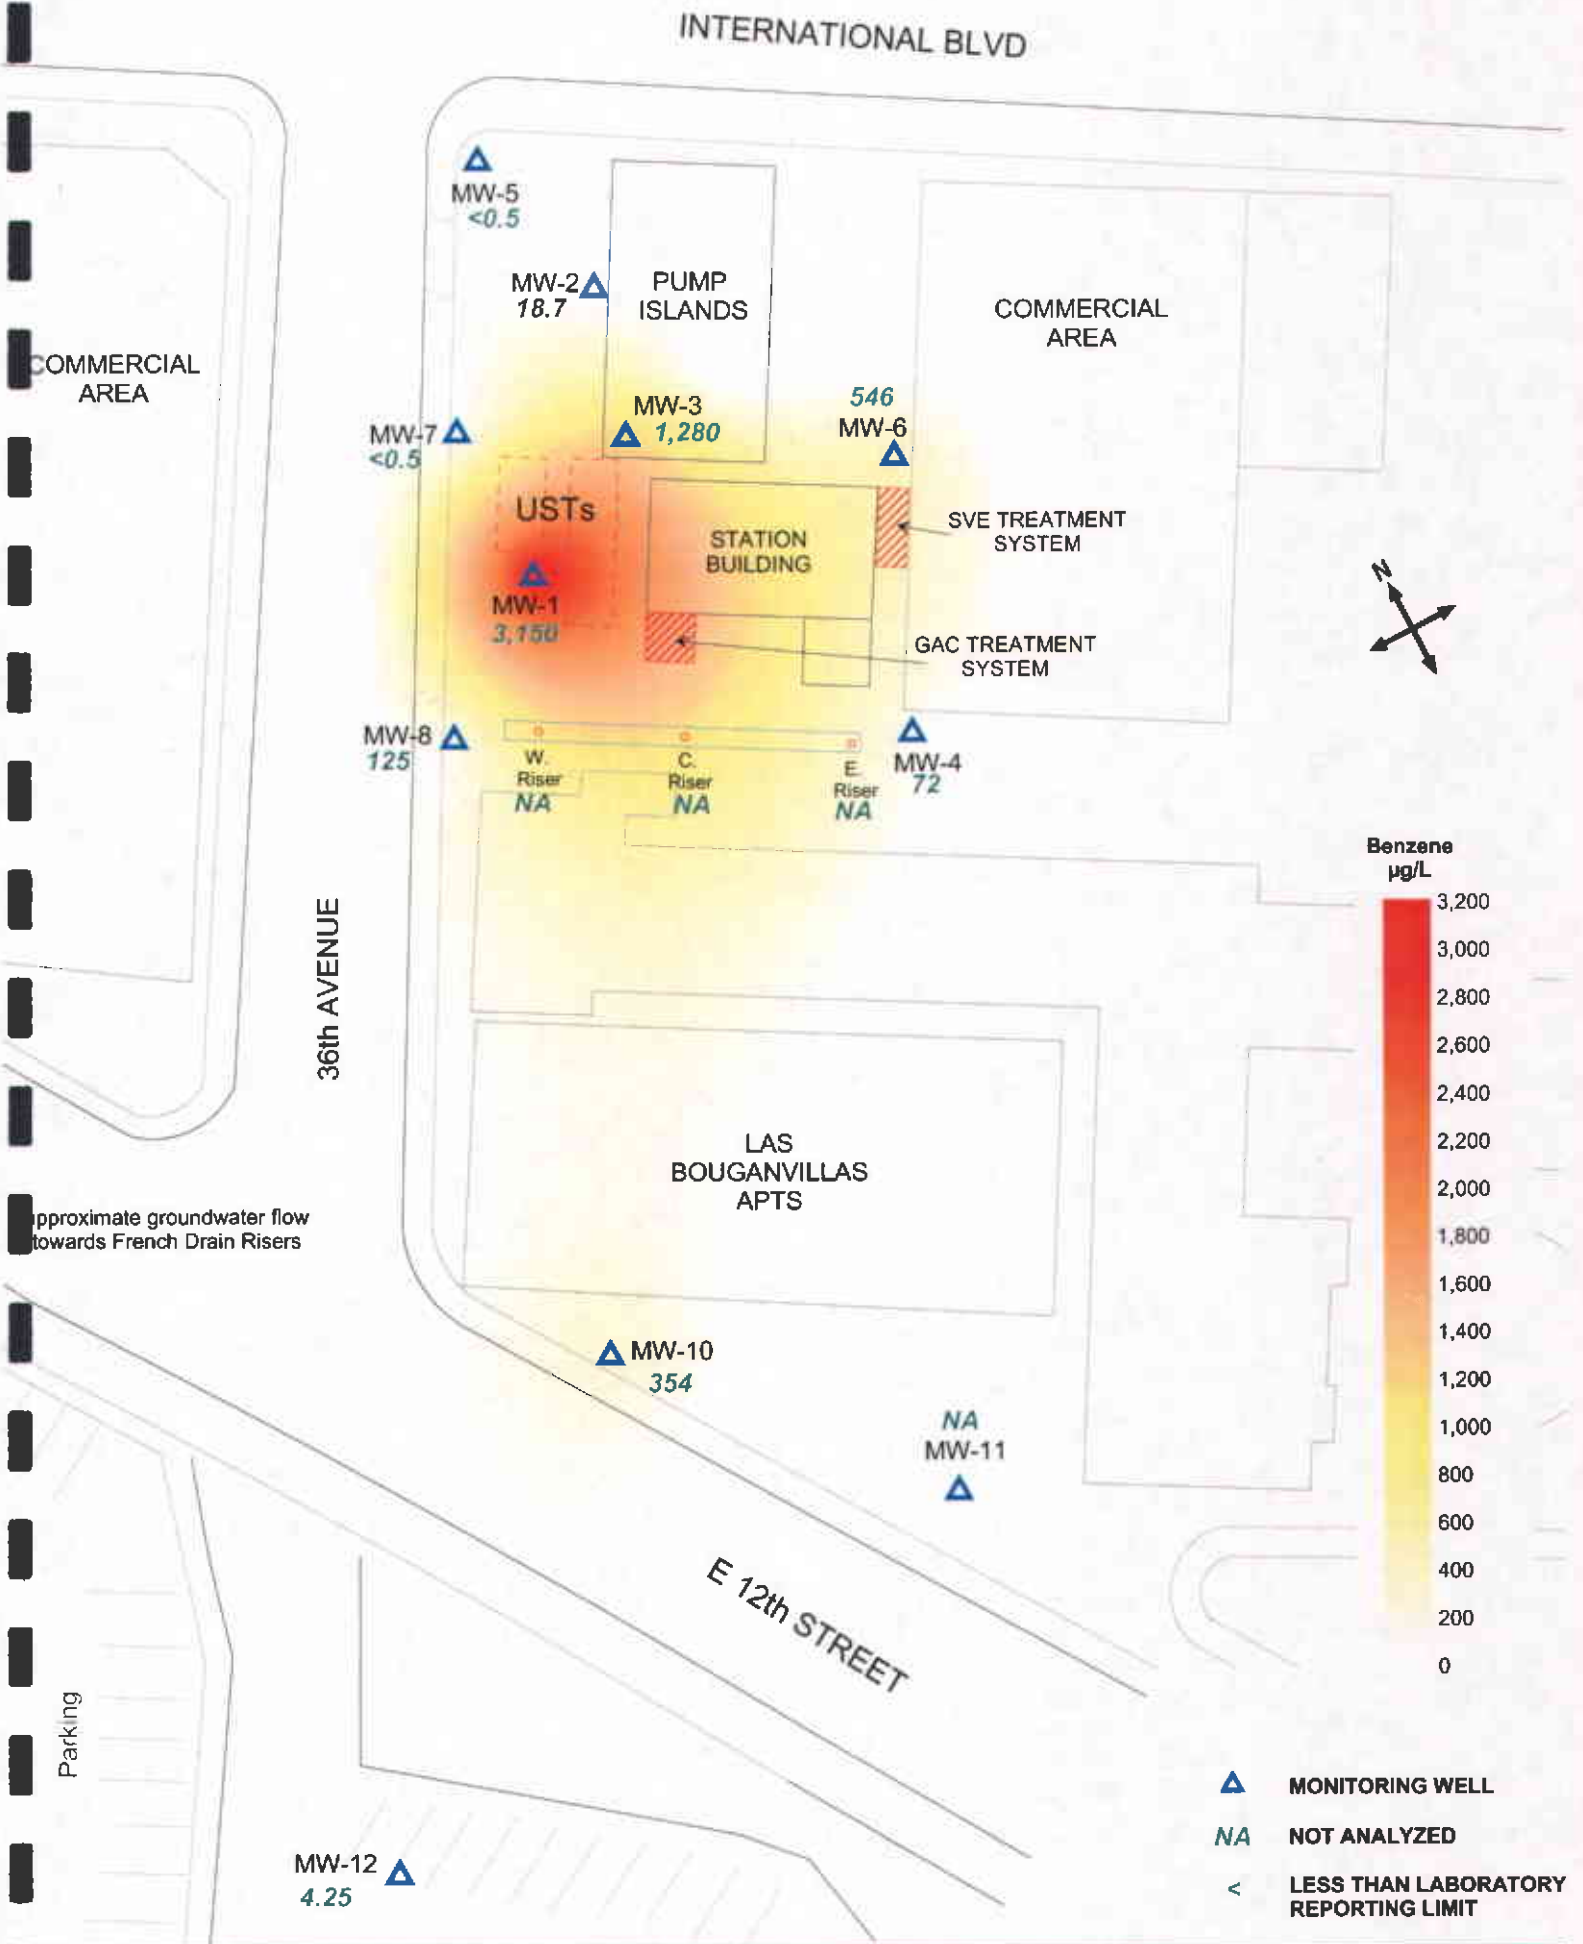 INTERNATIONAL BLVD
MW-5
<0.5
MW-2
18.7
PUMP
ISLANDS
COMMERCIAL
AREA
COMMERCIAL
AREA
MW-7
<0.5
MW-3
1,280
546
MW-6
USTs
STATION
BUILDING
SVE TREATMENT
SYSTEM
N
MW-1
3,150
GAC TREATMENT
SYSTEM
MW-8
125
W.
Riser
NA
C.
Riser
NA
E.
Riser
NA
MW-4
72
36th AVENUE
Benzene
µg/L
3,200
3,000
2,800
2,600
2,400
2,200
2,000
1,800
1,600
1,400
1,200
1,000
800
600
400
200
0
LAS
BOUGANVILLAS
APTS
pproximate groundwater flow
towards French Drain Risers
MW-10
354
NA
MW-11
E 12th STREET
Parking
MW-12
4.25
MONITORING WELL
NA NOT ANALYZED
< LESS THAN LABORATORY
REPORTING LIMIT